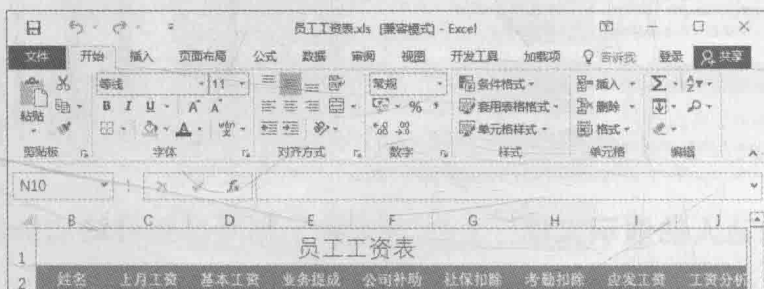 员工工资表.xls [兼容模式] - Excel
文件 开始 插入 页面布局 公式 数据 审阅 视图 开发工具 加载项 告诉我 登录 共享
等线 11 常规 条件格式 插入
粘贴 B I U A A % 套用表格格式 删除
A 单元格样式 格式
剪贴板 字体 对齐方式 数字 样式 单元格 编辑
N10 fx
B C D E F G H I J
1 员工工资表
2 姓名 上月工资 基本工资 业务提成 公司补助 社保扣除 考勤扣除 应发工资 工资分析